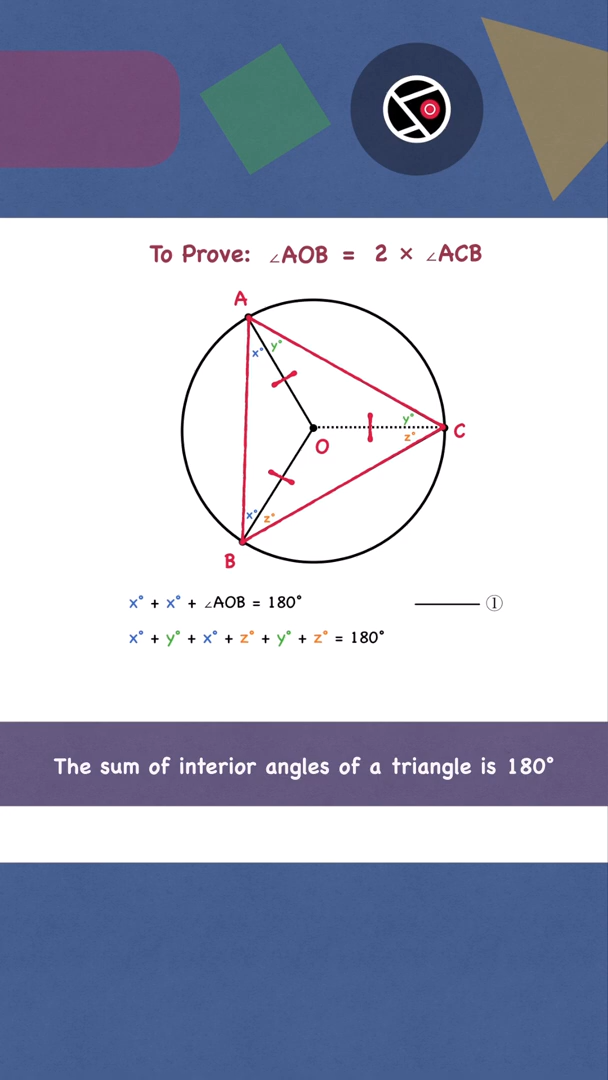 To Prove: ∠AOB = 2 × ∠ACB
A
x° y°
y°
z°
C
O
x° z°
B
x° + x° + ∠AOB = 180° ——— ①
x° + y° + x° + z° + y° + z° = 180°
The sum of interior angles of a triangle is 180°